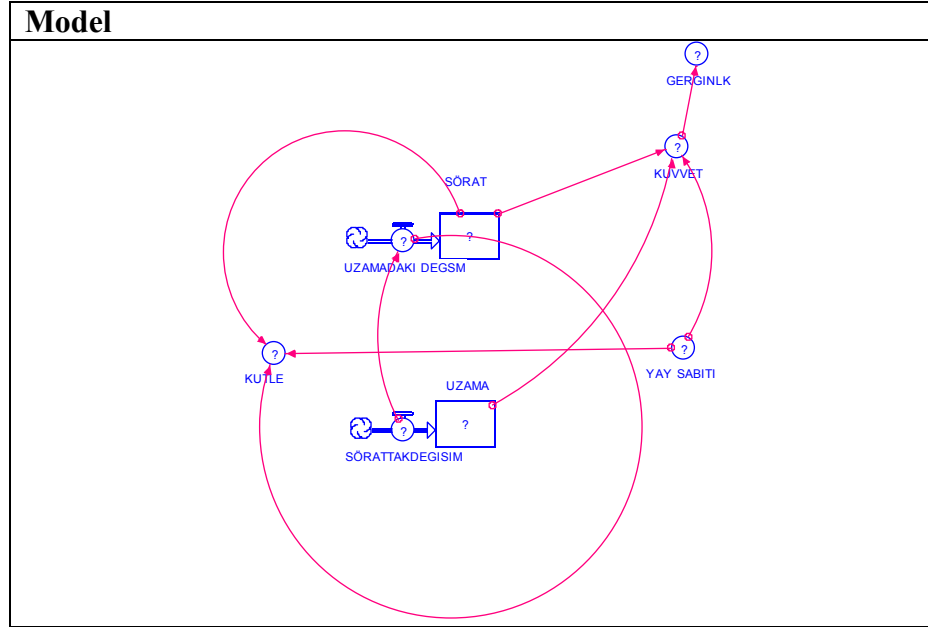 Model
?
GERGINLK
?
KUVVET
SÖRAT
?
?
UZAMADAKI DEGSM
?
KUTLE
?
YAY SABITI
UZAMA
?
?
SÖRATTAKDEGISIM